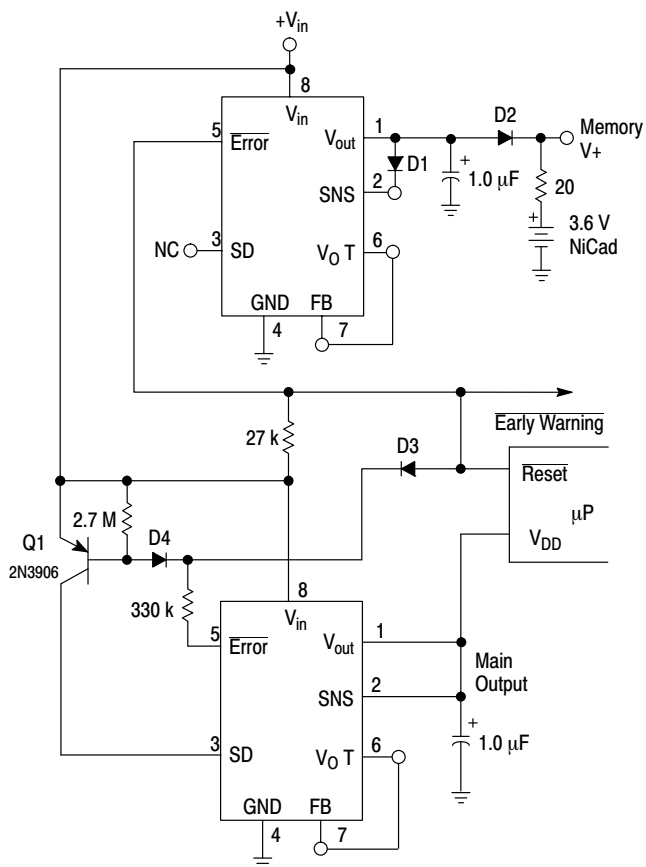 +Vin
8
Vin
5
Error
Vout
1
D2
Memory
V+
D1
SNS
2
+
1.0 μF
20
+
3.6 V
NiCad
NC
3
SD
VO T
6
GND
FB
4
7
27 k
Early Warning
D3
Reset
μP
VDD
2.7 M
D4
Q1
2N3906
330 k
8
Vin
5
Error
Vout
1
Main
Output
SNS
2
+
1.0 μF
3
SD
VO T
6
GND
FB
4
7